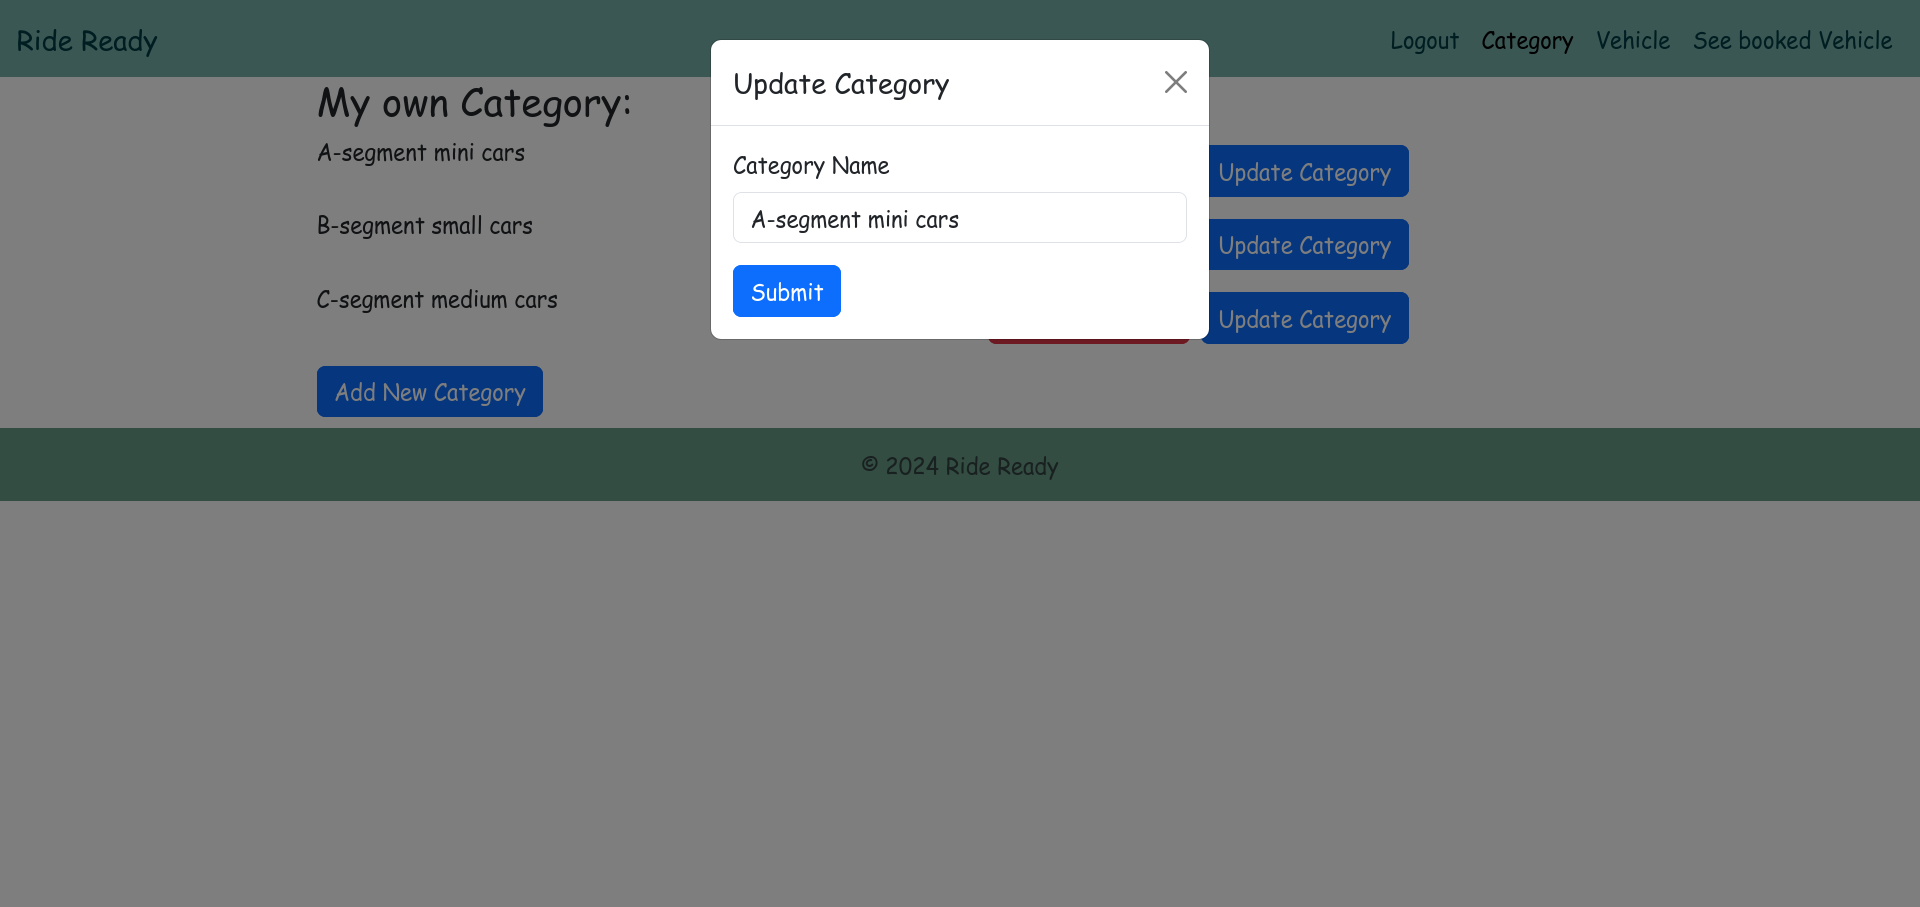 Ride Ready
Logout Category Vehicle See booked Vehicle
Update Category
My own Category:
A-segment mini cars
Category Name
Update Category
A-segment mini cars
B-segment small cars
Update Category
Submit
C-segment medium cars
Update Category
Add New Category
© 2024 Ride Ready